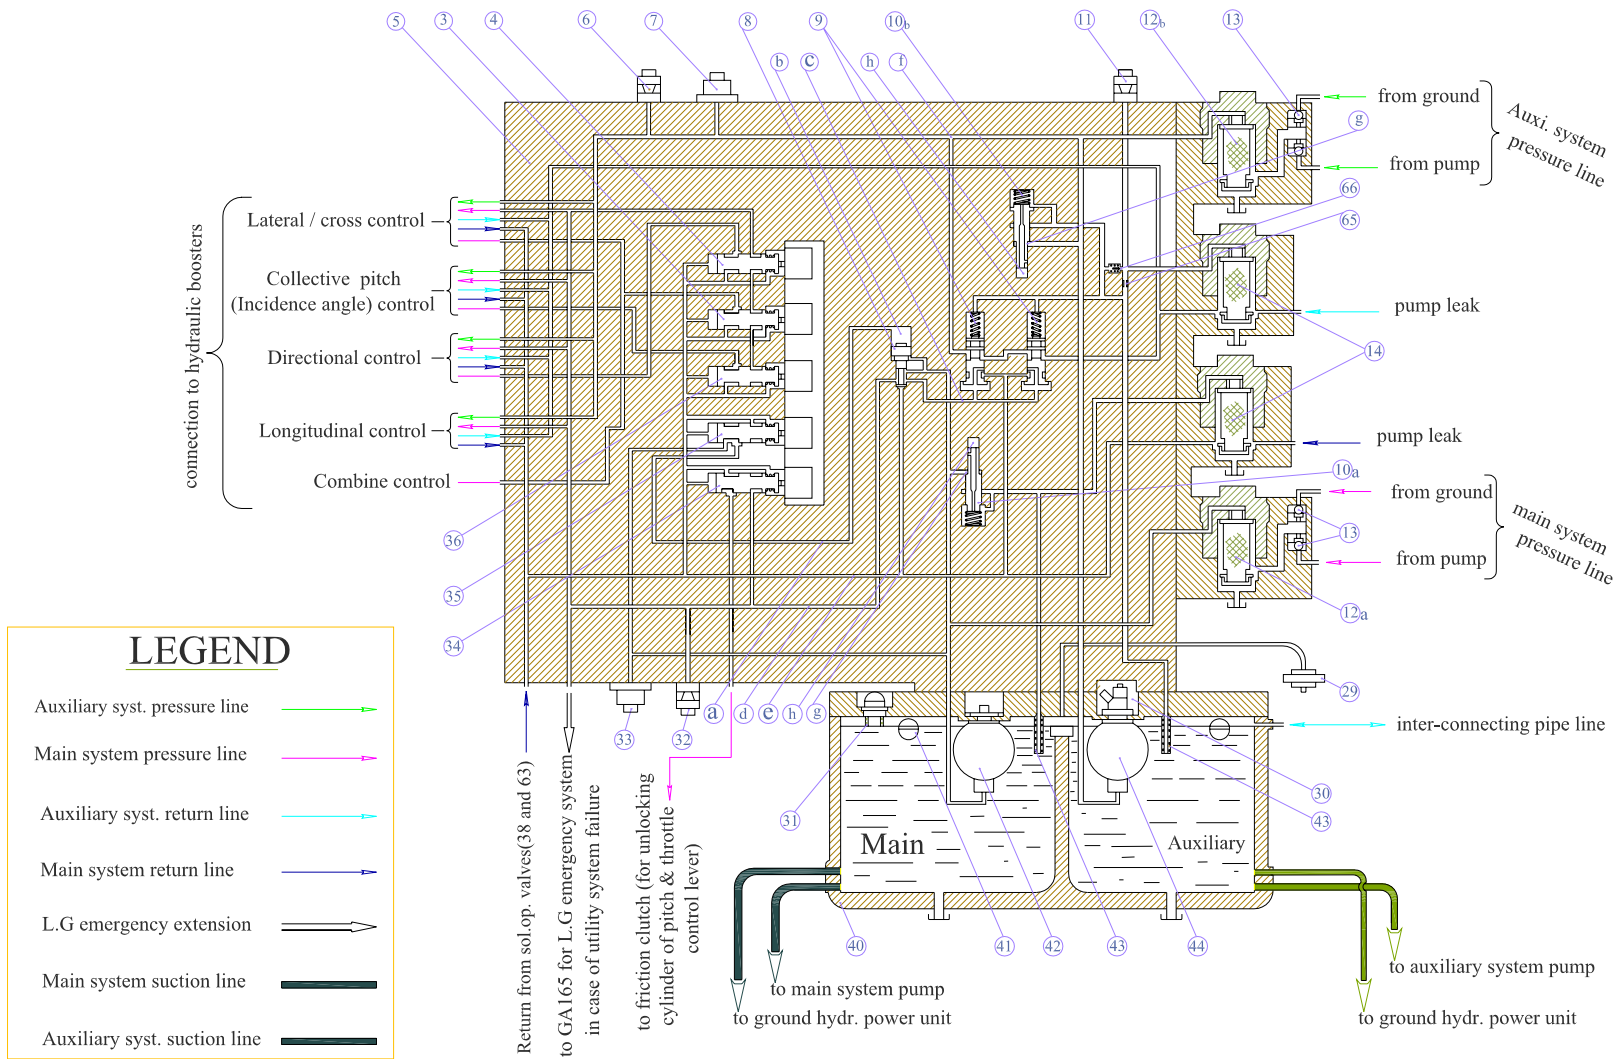 5
3
4
6
7
8
9
10b
11
12b
13
b
c
h
f
g
from ground
from pump
Auxi. system
pressure line
66
65
pump leak
14
pump leak
10a
from ground
13
from pump
12a
main system
pressure line
connection to hydraulic boosters
Lateral / cross control
Collective pitch
(Incidence angle) control
Directional control
Longitudinal control
Combine control
36
35
34
33
32
a
d
e
h
g
29
inter-connecting pipe line
31
30
43
Main
Auxiliary
40
41
42
43
44
to main system pump
to ground hydr. power unit
to auxiliary system pump
to ground hydr. power unit
Return from sol.op. valves(38 and 63)
to GA165 for L.G emergency system
in case of utility system failure
to friction clutch (for unlocking
cylinder of pitch & throttle
control lever)
LEGEND
Auxiliary syst. pressure line
Main system pressure line
Auxiliary syst. return line
Main system return line
L.G emergency extension
Main system suction line
Auxiliary syst. suction line